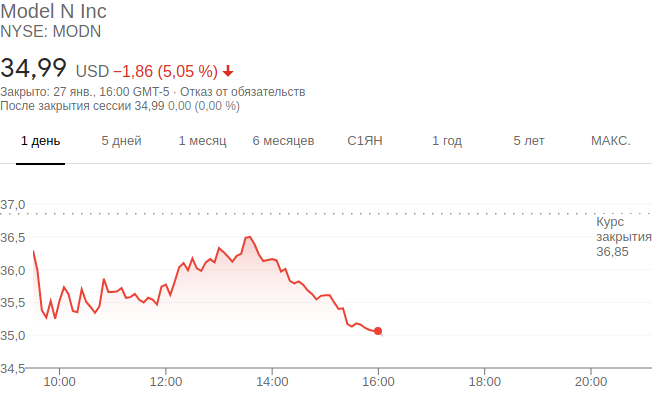 Model N Inc
NYSE: MODN
34,99 USD −1,86 (5,05 %)
Закрыто: 27 янв., 16:00 GMT-5 · Отказ от обязательств
После закрытия сессии 34,99 0,00 (0,00 %)
1 день 5 дней 1 месяц 6 месяцев С1ЯН 1 год 5 лет МАКС.
37,0
Курс
36,5 закрытия
36,85
36,0
35,5
35,0
34,5
10:00 12:00 14:00 16:00 18:00 20:00